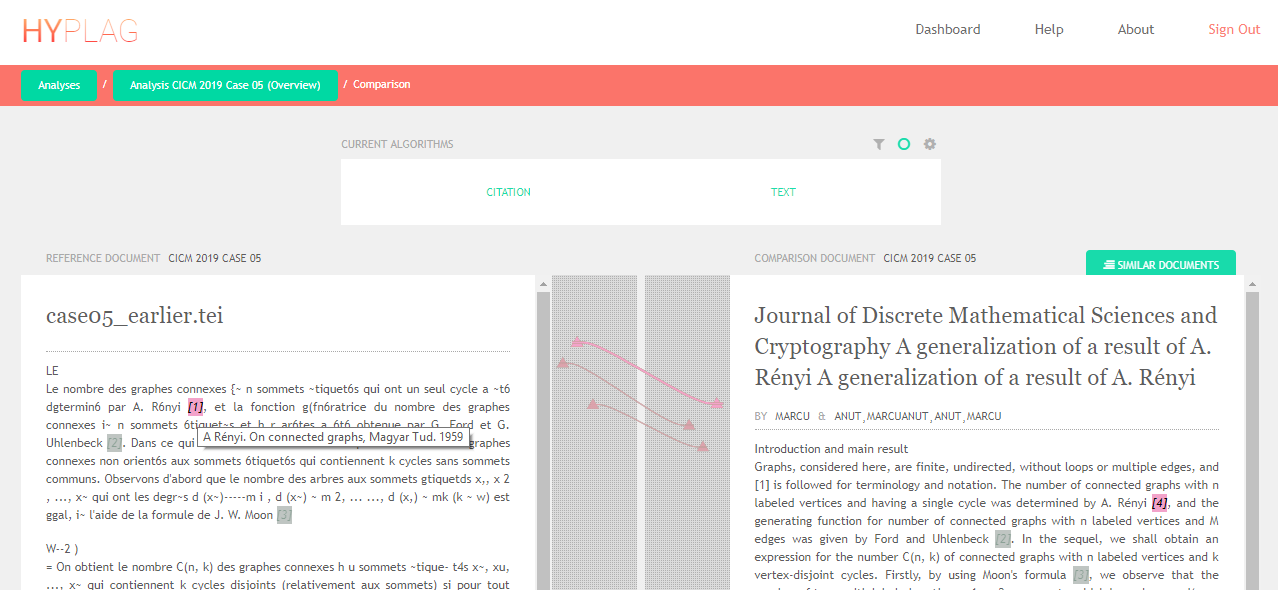 HYPLAG
Dashboard
Help
About
Sign Out
Analyses
/
Analysis CICM 2019 Case 05 (Overview)
/ Comparison
CURRENT ALGORITHMS
CITATION
TEXT
REFERENCE DOCUMENT CICM 2019 CASE 05
case05_earlier.tei
LE
Le nombre des graphes connexes {~ n sommets ~tiquet6s qui ont un seul cycle a ~t6
dgtermin6 par A. R6nyi [1], et la fonction g(fn6ratrice du nombre des graphes
connexes i~ n sommets 6tiquet~s et h r ar6tes a 6t6 obtenue par G. Ford et G.
Uhlenbeck [2]. Dans ce qui graphes
A Rényi. On connected graphs, Magyar Tud. 1959
connexes non orient6s aux sommets 6tiquet6s qui contiennent k cycles sans sommets
communs. Observons d'abord que le nombre des arbres aux sommets gtiquetds x,, x 2
, ..., x~ qui ont les degr~s d (x~)-----m i , d (x~) ~ m 2, ... ..., d (x,) ~ mk (k ~ w) est
ggal, i~ l'aide de la formule de J. W. Moon [3]
W--2 )
= On obtient le nombre C(n, k) des graphes connexes h u sommets ~tique- t4s x~, xu,
..., x~ qui contiennent k cycles disjoints (relativement aux sommets) si pour tout
COMPARISON DOCUMENT CICM 2019 CASE 05
SIMILAR DOCUMENTS
Journal of Discrete Mathematical Sciences and
Cryptography A generalization of a result of A.
Rényi A generalization of a result of A. Rényi
BY MARCU & ANUT,MARCUANUT,ANUT,MARCU
Introduction and main result
Graphs, considered here, are finite, undirected, without loops or multiple edges, and
[1] is followed for terminology and notation. The number of connected graphs with n
labeled vertices and having a single cycle was determined by A. Rényi [4], and the
generating function for number of connected graphs with n labeled vertices and M
edges was given by Ford and Uhlenbeck [2]. In the sequel, we shall obtain an
expression for the number C(n, k) of connected graphs with n labeled vertices and k
vertex-disjoint cycles. Firstly, by using Moon's formula [3], we observe that the